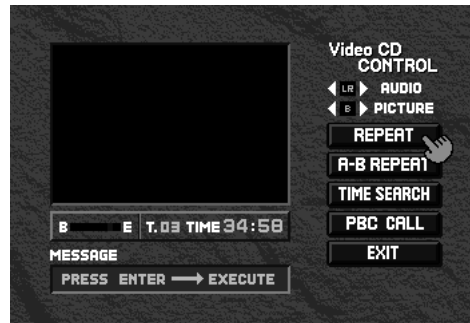 Video CD
CONTROL
LR AUDIO
B PICTURE
REPEAT
A-B REPEAT
TIME SEARCH
PBC CALL
EXIT
B E T.03 TIME 34:58
MESSAGE
PRESS ENTER → EXECUTE